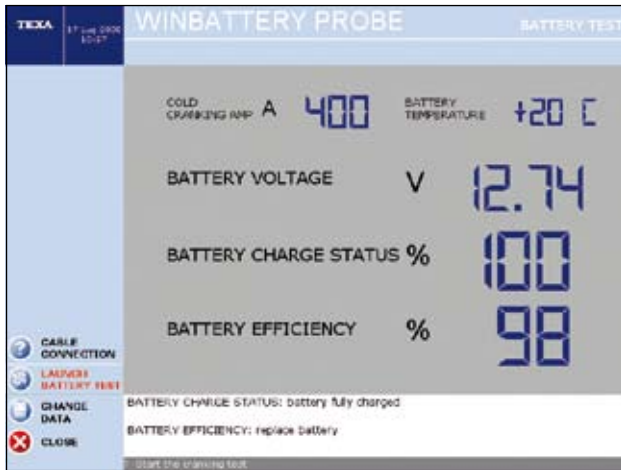 TEXA
WINBATTERY PROBE
BATTERY TEST
COLD
CRANKING AMP A 400
BATTERY
TEMPERATURE +20 C
BATTERY VOLTAGE V 12.74
BATTERY CHARGE STATUS % 100
BATTERY EFFICIENCY % 98
CABLE
CONNECTION
LAUNCH
BATTERY TEST
CHANGE
DATA
CLOSE
BATTERY CHARGE STATUS: battery fully charged
BATTERY EFFICIENCY: replace battery
Start the cranking test